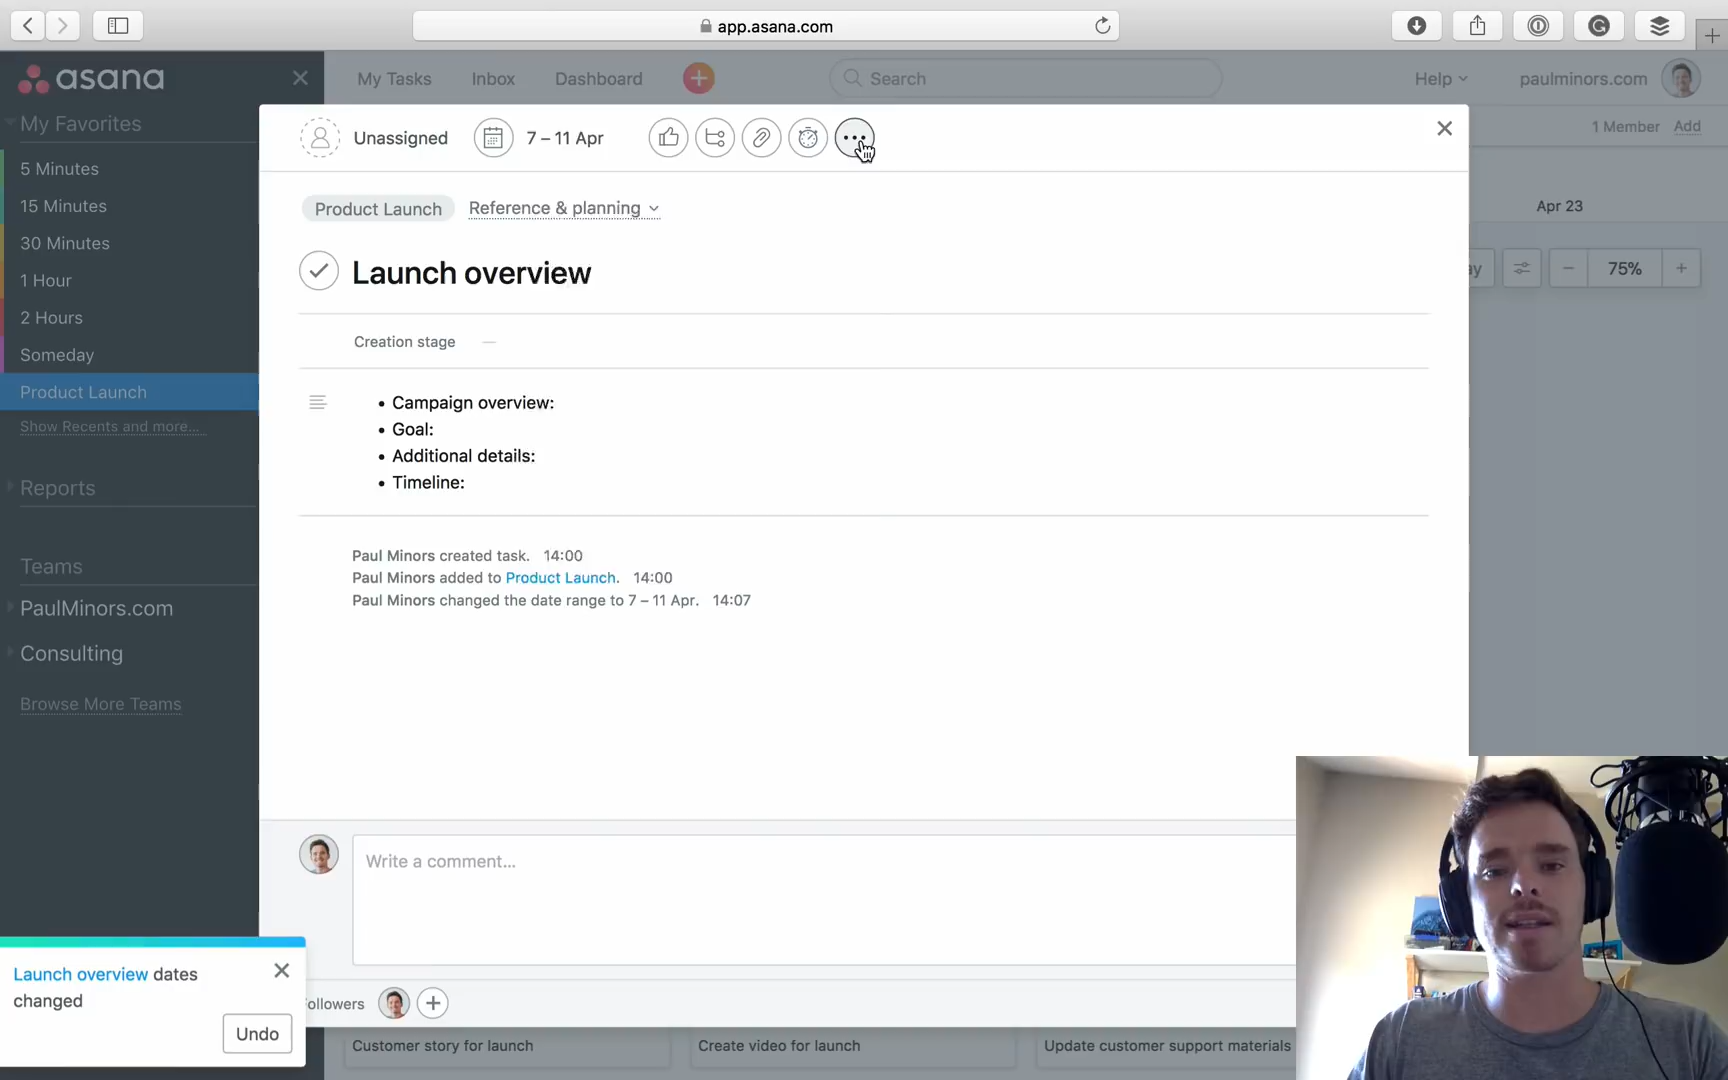 app.asana.com
asana
My Tasks
Inbox
Dashboard
Search
Help
paulminors.com
My Favorites
5 Minutes
15 Minutes
30 Minutes
1 Hour
2 Hours
Someday
Product Launch
Show Recents and more...
Reports
Teams
PaulMinors.com
Consulting
Browse More Teams
Unassigned
7 – 11 Apr
1 Member
Add
Product Launch
Reference & planning
Apr 23
Launch overview
75%
Creation stage —
• Campaign overview:
• Goal:
• Additional details:
• Timeline:
Paul Minors created task. 14:00
Paul Minors added to Product Launch. 14:00
Paul Minors changed the date range to 7 – 11 Apr. 14:07
Write a comment...
Launch overview dates
changed
Undo
ollowers
Customer story for launch
Create video for launch
Update customer support materials